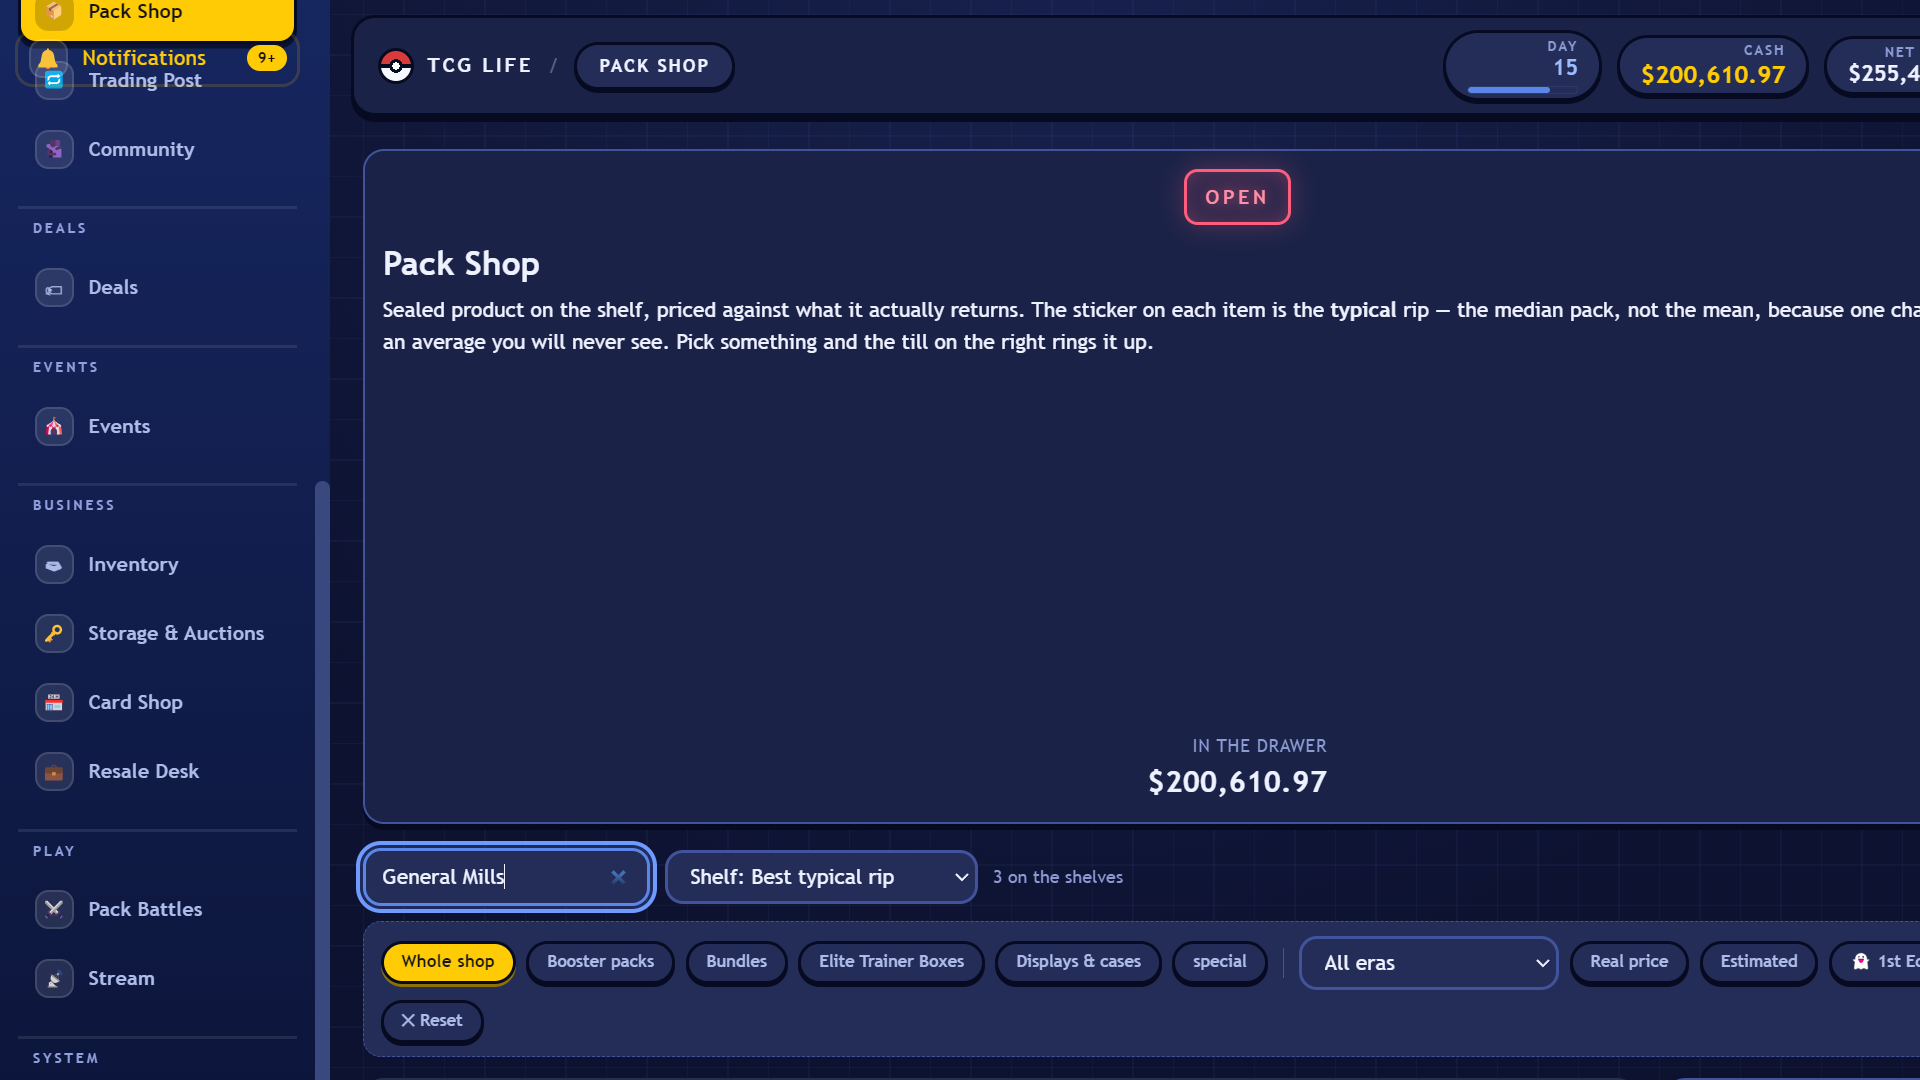 Pack Shop
Notifications
9+
Trading Post
Community
DEALS
Deals
EVENTS
Events
BUSINESS
Inventory
Storage & Auctions
Card Shop
Resale Desk
PLAY
Pack Battles
Stream
SYSTEM
TCG LIFE / PACK SHOP
DAY
15
CASH
$200,610.97
NET
$255,4
OPEN
Pack Shop
Sealed product on the shelf, priced against what it actually returns. The sticker on each item is the typical rip — the median pack, not the mean, because one cha
an average you will never see. Pick something and the till on the right rings it up.
IN THE DRAWER
$200,610.97
General Mills
Shelf: Best typical rip
3 on the shelves
Whole shop
Booster packs
Bundles
Elite Trainer Boxes
Displays & cases
special
All eras
Real price
Estimated
1st Ed
Reset